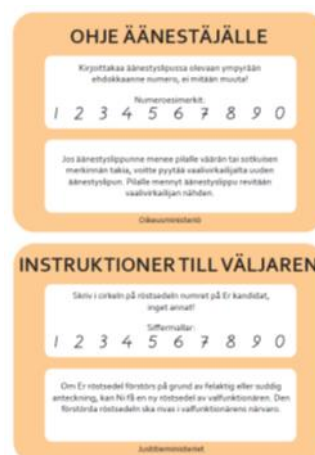 OHJE ÄÄNESTÄJÄLLE
Kirjoittakaa äänestyslipussa olevaan ympyrään
ehdokkaanne numero, ei mitään muuta!
Numeroesimerkit:
1 2 3 4 5 6 7 8 9 0
Jos äänestyslippunne menee pilalle väärän tai sotkuisen
merkinnän takia, voitte pyytää vaalivirkailijalta uuden
äänestyslipun. Pilalle mennyt äänestyslippu revitään
vaalivirkailijan nähden.
Oikeusministeriö
INSTRUKTIONER TILL VÄLJAREN
Skriv i cirkeln på röstsedeln numret på Er kandidat,
inget annat!
Siffermallar:
1 2 3 4 5 6 7 8 9 0
Om Er röstsedel förstörs på grund av felaktig eller suddig
anteckning, kan Ni få en ny röstsedel av valfunktionären. Den
förstörda röstsedeln ska rivas i valfunktionärens närvaro.
Justitieministeriet